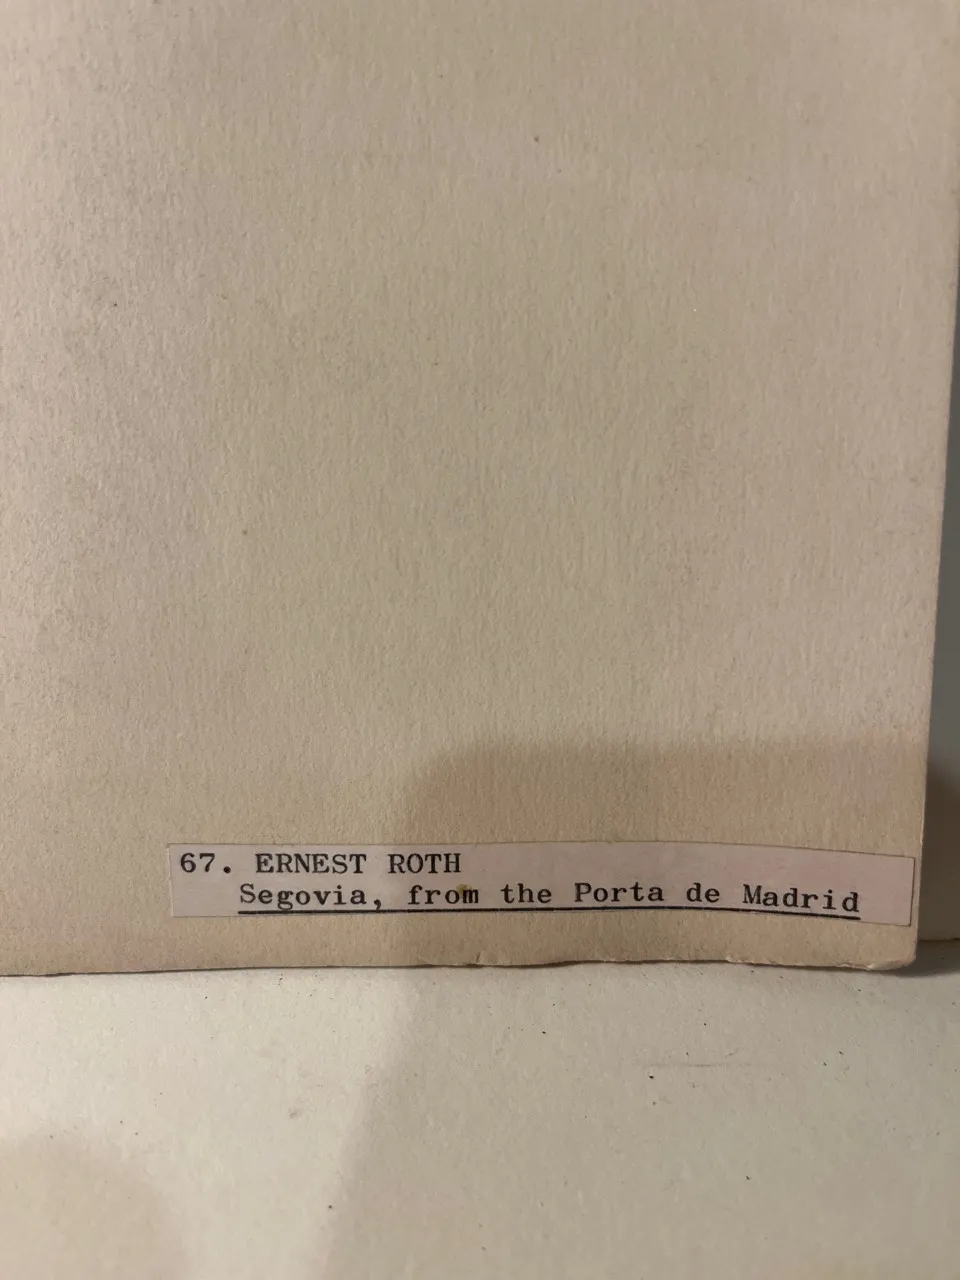 67. ERNEST ROTH
Segovia, from the Porta de Madrid